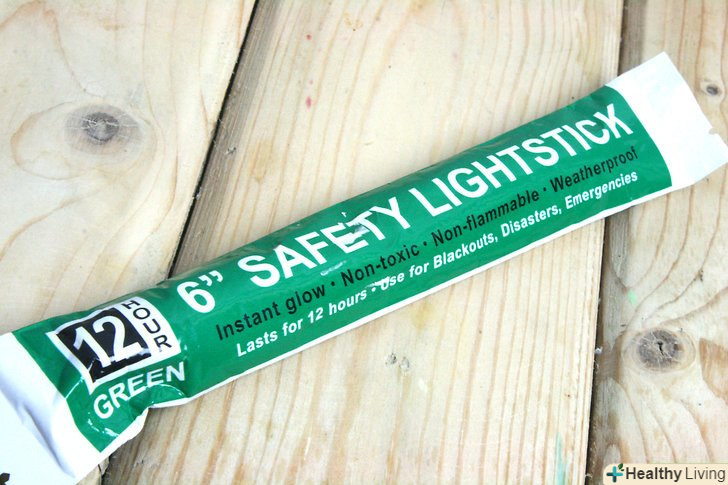 12
HOUR
GREEN
6” SAFETY LIGHTSTICK
Instant glow · Non-toxic · Non-flammable · Weatherproof
Lasts for 12 hours · Use for Blackouts, Disasters, Emergencies
Healthy Living